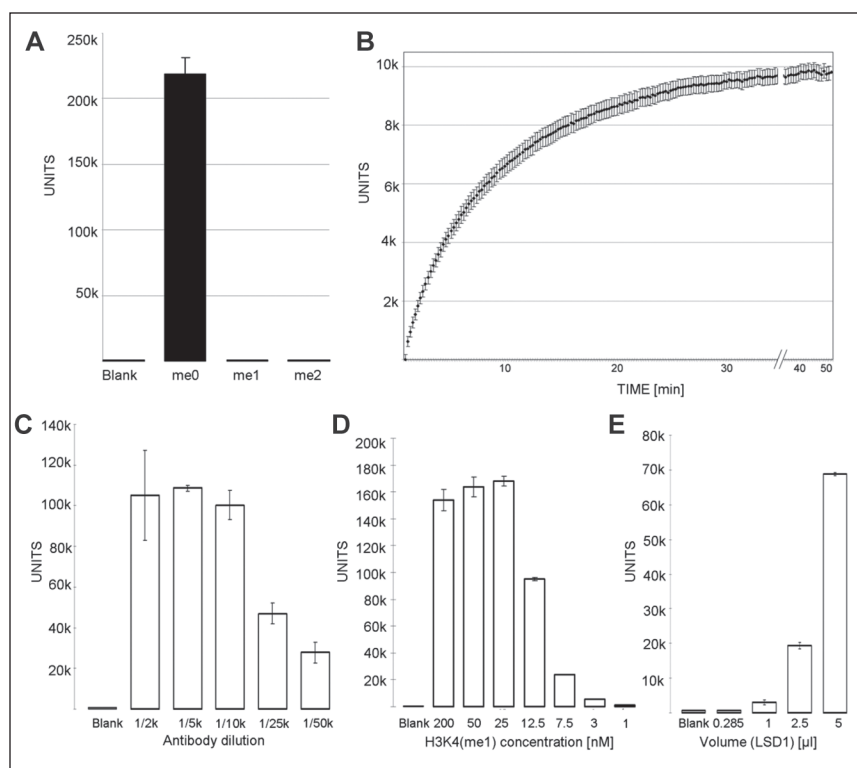 A
250k
200k
150k
100k
50k
UNITS
Blank me0 me1 me2
B
10k
8k
6k
4k
2k
UNITS
10 20 30 40 50
TIME [min]
C
140k
120k
100k
80k
60k
40k
20k
UNITS
Blank 1/2k 1/5k 1/10k 1/25k 1/50k
Antibody dilution
D
200k
180k
160k
140k
120k
100k
80k
60k
40k
20k
UNITS
Blank 200 50 25 12.5 7.5 3 1
H3K4(me1) concentration [nM]
E
80k
70k
60k
50k
40k
30k
20k
10k
UNITS
Blank 0.285 1 2.5 5
Volume (LSD1) [µl]